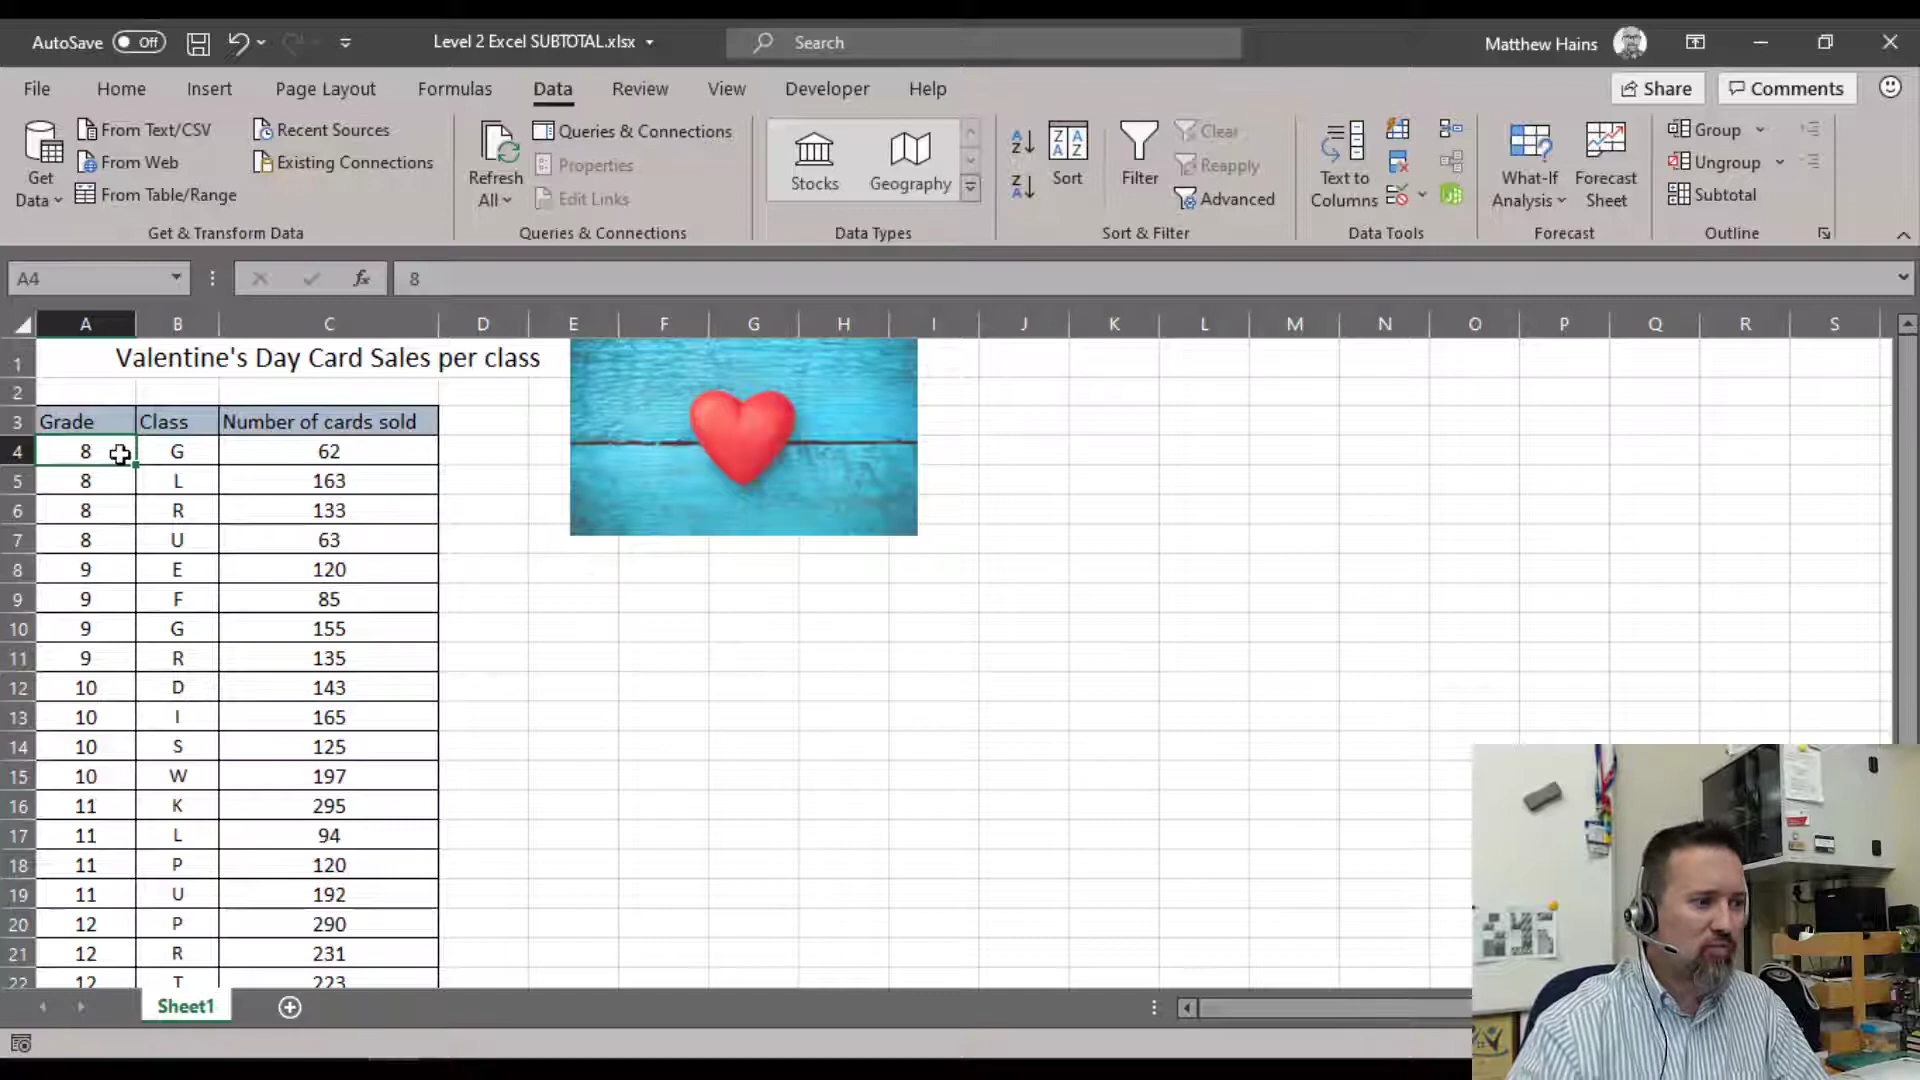 AutoSave Off Level 2 Excel SUBTOTAL.xlsx Search Matthew Hains
File Home Insert Page Layout Formulas Data Review View Developer Help Share Comments
Get Data
From Text/CSV
From Web
From Table/Range
Recent Sources
Existing Connections
Get & Transform Data
Refresh All
Queries & Connections
Properties
Edit Links
Queries & Connections
Stocks
Geography
Data Types
Sort
Filter
Clear
Reapply
Advanced
Sort & Filter
Text to Columns
Data Tools
What-If Analysis
Forecast Sheet
Forecast
Group
Ungroup
Subtotal
Outline
A4 fx 8
A B C D E F G H I J K L M N O P Q R S
1 Valentine's Day Card Sales per class
2
3 Grade Class Number of cards sold
4 8 G 62
5 8 L 163
6 8 R 133
7 8 U 63
8 9 E 120
9 9 F 85
10 9 G 155
11 9 R 135
12 10 D 143
13 10 I 165
14 10 S 125
15 10 W 197
16 11 K 295
17 11 L 94
18 11 P 120
19 11 U 192
20 12 P 290
21 12 R 231
22 12 T 223
Sheet1